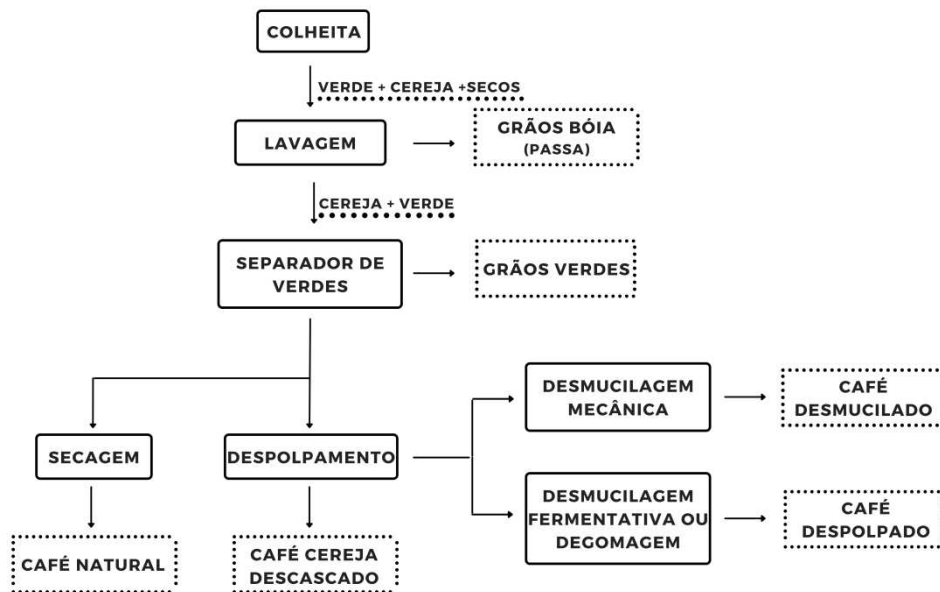 COLHEITA
VERDE + CEREJA +SECOS
LAVAGEM
GRÃOS BÓIA
(PASSA)
CEREJA + VERDE
SEPARADOR DE
VERDES
GRÃOS VERDES
DESMUCILAGEM
MECÂNICA
CAFÉ
DESMUCILADO
SECAGEM
DESPOLPAMENTO
DESMUCILAGEM
FERMENTATIVA OU
DEGOMAGEM
CAFÉ
DESPOLPADO
CAFÉ NATURAL
CAFÉ CEREJA
DESCASCADO